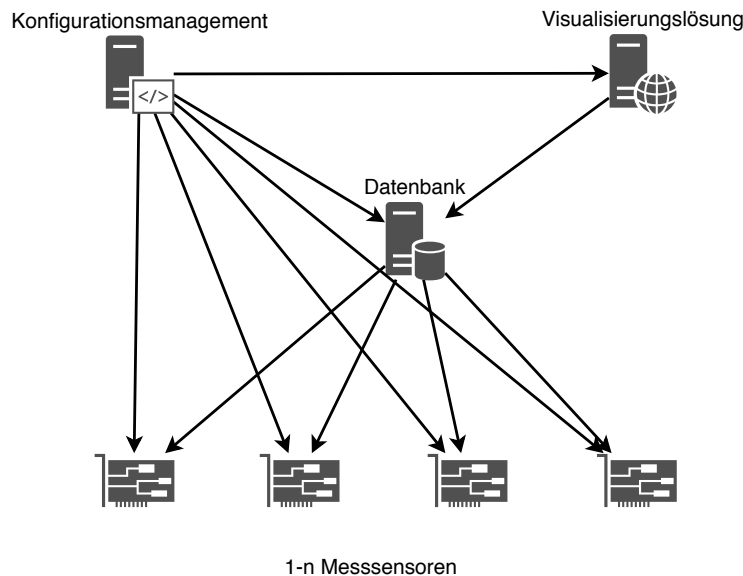 Konfigurationsmanagement
Visualisierungslösung
</>
Datenbank
1-n Messsensoren